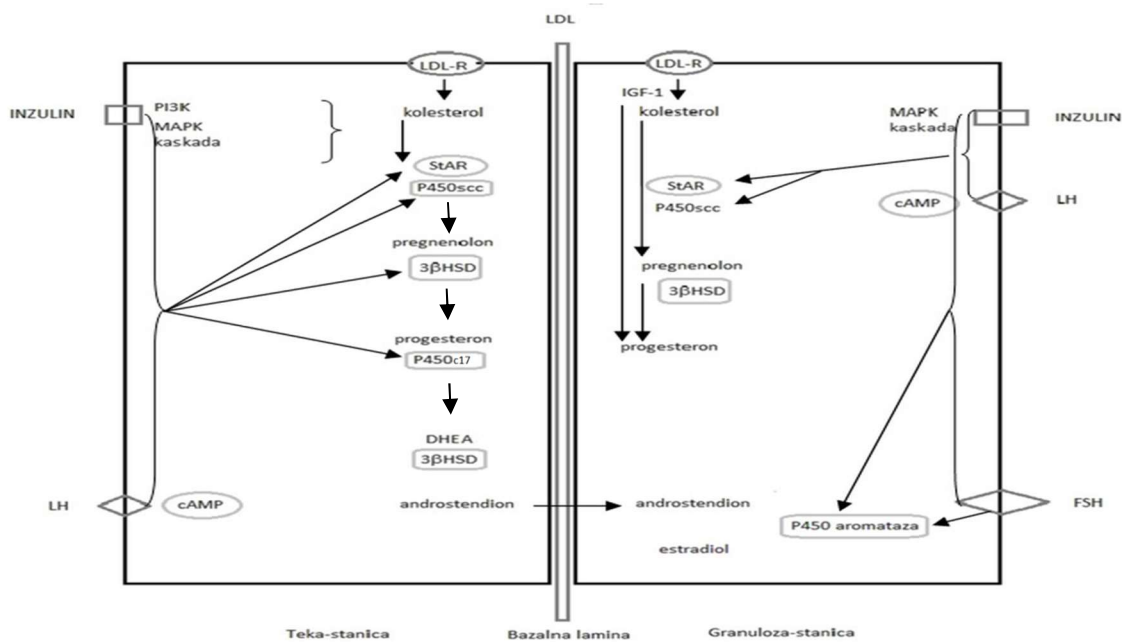 LDL
LDL-R
kolesterol
INZULIN
PI3K
MAPK
kaskada
StAR
P450scc
pregnenolon
3βHSD
progesteron
P450c17
DHEA
3βHSD
androstendion
LH
cAMP
Teka-stanica
Bazalna lamina
LDL-R
IGF-1
kolesterol
MAPK
kaskada
INZULIN
StAR
P450scc
cAMP
LH
pregnenolon
3βHSD
progesteron
androstendion
P450 aromataza
FSH
estradiol
Granuloza-stanica